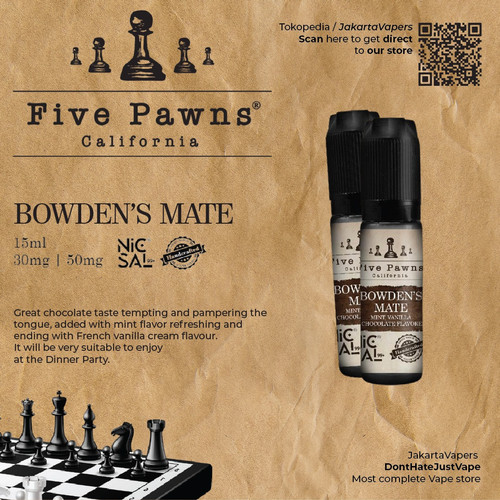 Tokopedia / JakartaVapers
Scan here to get direct
to our store
Five Pawns®
California
BOWDEN'S MATE
15ml
30mg | 50mg
NiC
SAL 99+
Handcrafted
Great chocolate taste tempting and pampering the
tongue, added with mint flavor refreshing and
ending with French vanilla cream flavour.
It will be very suitable to enjoy
at the Dinner Party.
Five Pawns
California
BOWDEN'S
MATE
MINT VANILLA
CHOCOLATE FLAVORED
NiC
SAL 99+
JakartaVapers
DontHateJustVape
Most complete Vape store